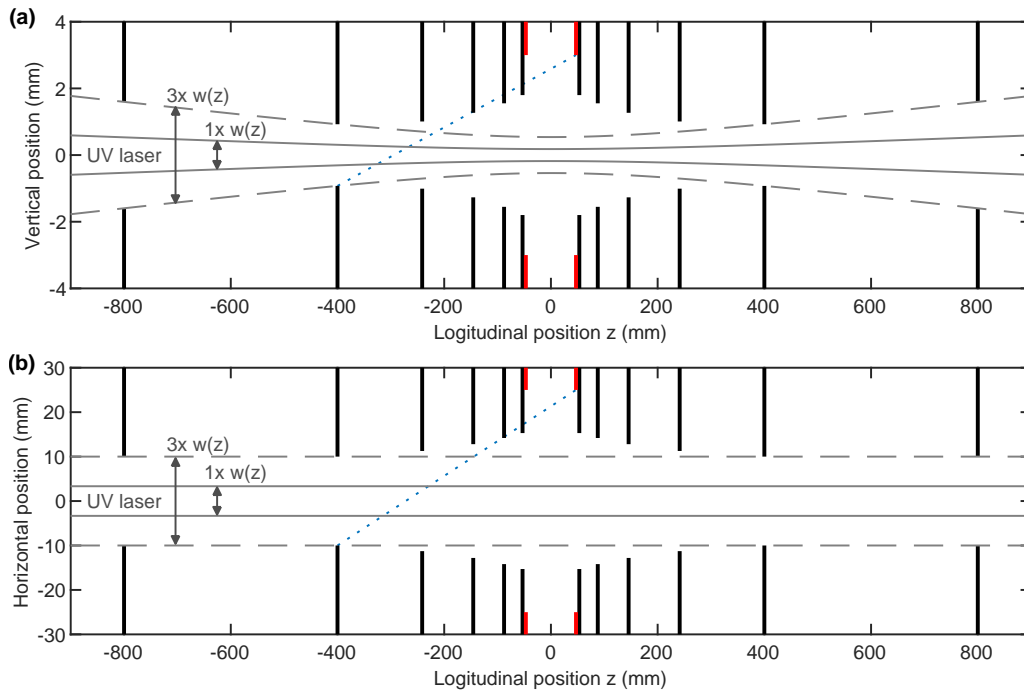 (a)
4
2
0
-2
-4
Vertical position (mm)
3x w(z)
1x w(z)
UV laser
-800 -600 -400 -200 0 200 400 600 800
Logitudinal position z (mm)
(b)
30
20
10
0
-10
-20
-30
Horizontal position (mm)
3x w(z)
1x w(z)
UV laser
-800 -600 -400 -200 0 200 400 600 800
Logitudinal position z (mm)